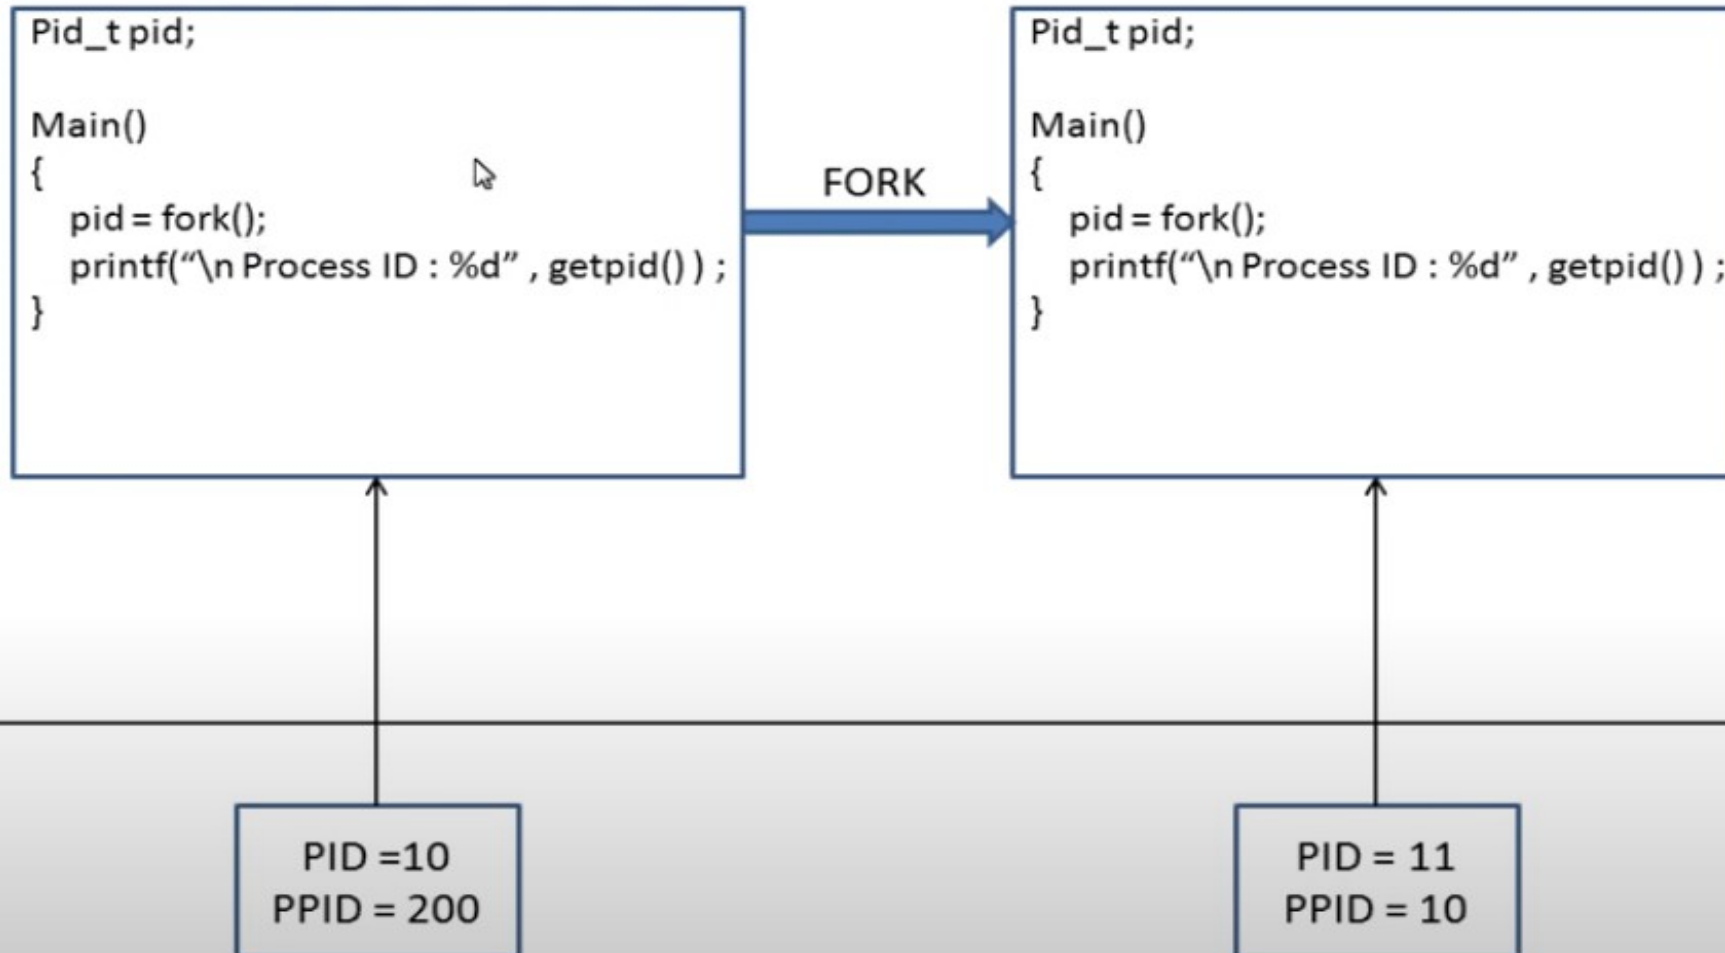 Pid_t pid;
Main()
{
pid = fork();
printf(“\n Process ID : %d” , getpid() ) ;
}
FORK
Pid_t pid;
Main()
{
pid = fork();
printf(“\n Process ID : %d” , getpid() ) ;
}
PID =10
PPID = 200
PID = 11
PPID = 10